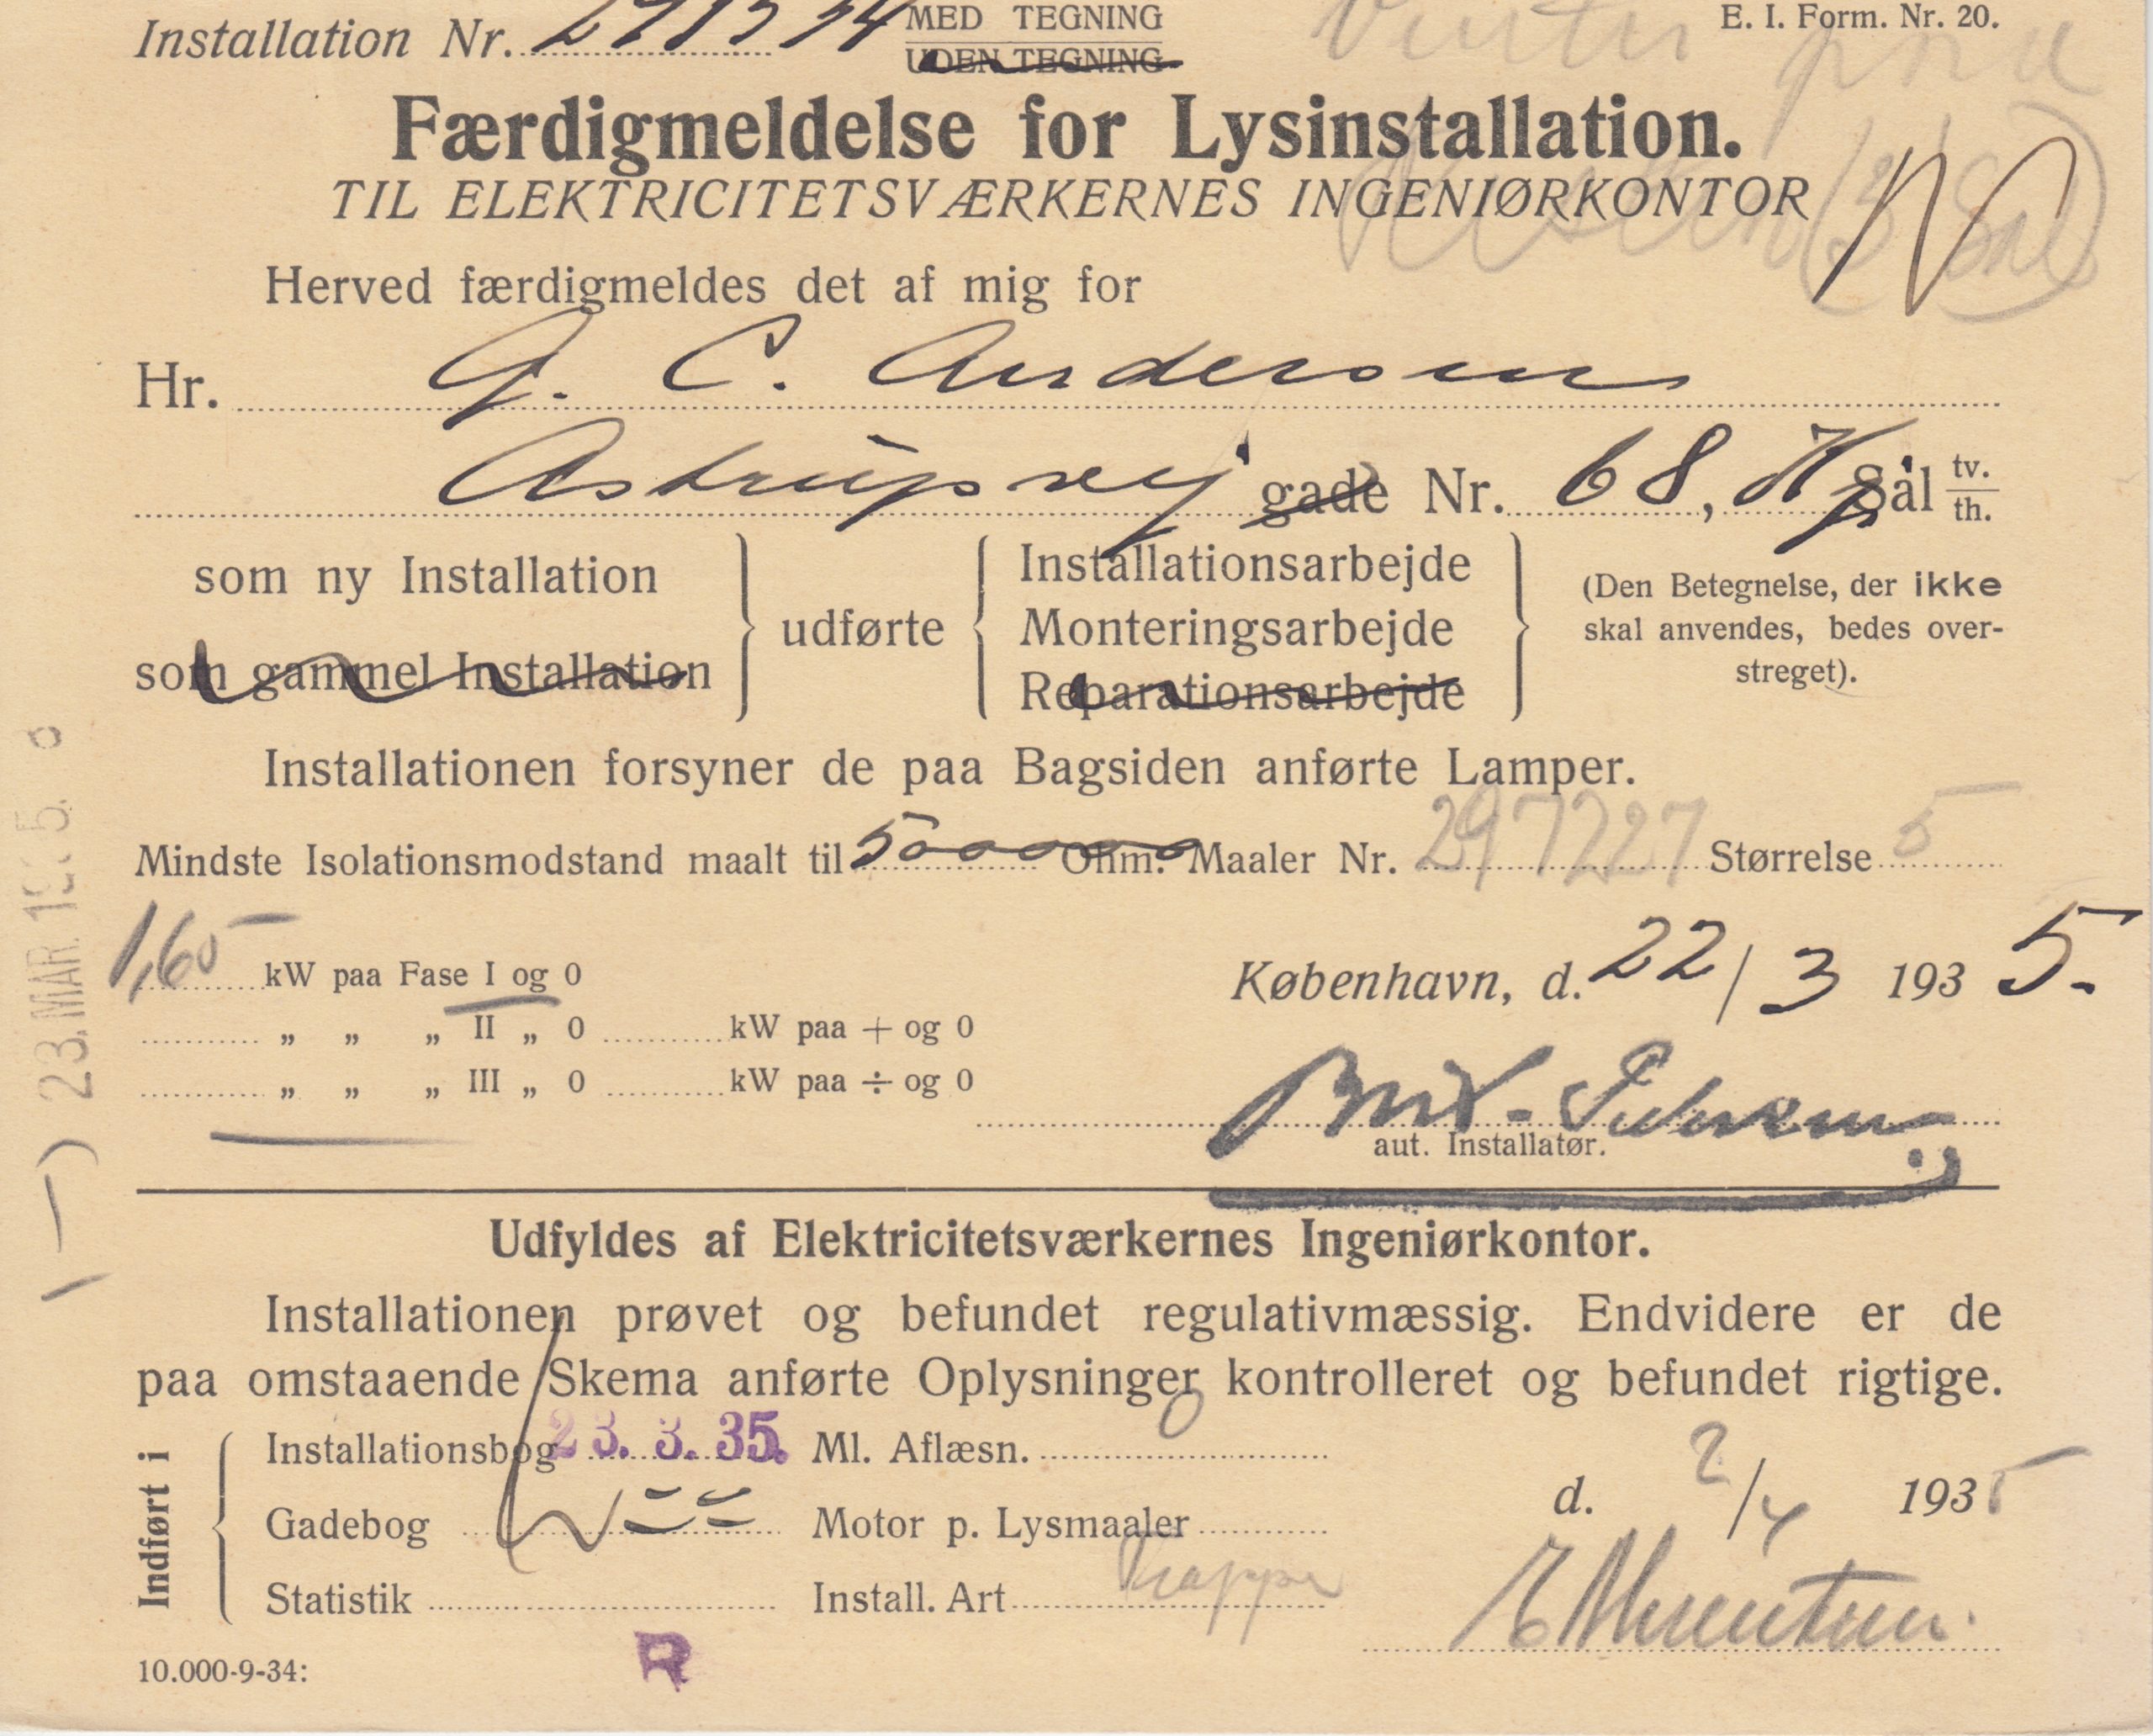 Installation Nr. MED TEGNING E. I. Form. Nr. 20.
UDEN TEGNING
Færdigmeldelse for Lysinstallation.
TIL ELEKTRICITETSVÆRKERNES INGENIØRKONTOR
Herved færdigmeldes det af mig for
Hr. G. C. Andersen
Astrupvej gade Nr. 68, Sal tv.
th.
som ny Installation
som gammel Installation
udførte
Installationsarbejde
Monteringsarbejde
Reparationsarbejde
(Den Betegnelse, der ikke
skal anvendes, bedes over-
streget).
Installationen forsyner de paa Bagsiden anførte Lamper.
Mindste Isolationsmodstand maalt til 500000 Ohm. Maaler Nr. 297227 Størrelse 5
1,65 kW paa Fase I og 0
„ „ „ II „ 0 kW paa + og 0
„ „ „ III „ 0 kW paa ÷ og 0
København, d. 22/3 1935.
aut. Installatør.
23. MAR. 1935
Udfyldes af Elektricitetsværkernes Ingeniørkontor.
Installationen prøvet og befundet regulativmæssig. Endvidere er de
paa omstaaende Skema anførte Oplysninger kontrolleret og befundet rigtige.
Indført i
Installationsbog 23. 3. 35. Ml. Aflæsn. 0
Gadebog Motor p. Lysmaaler
Statistik Install. Art Trappe
d. 2/4 1935
10.000-9-34:
R